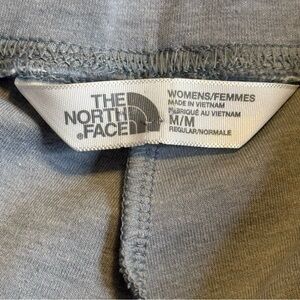 THE
NORTH
FACE
WOMENS/FEMMES
MADE IN VIETNAM
FABRIQUÉ AU VIETNAM
M/M
REGULAR/NORMALE